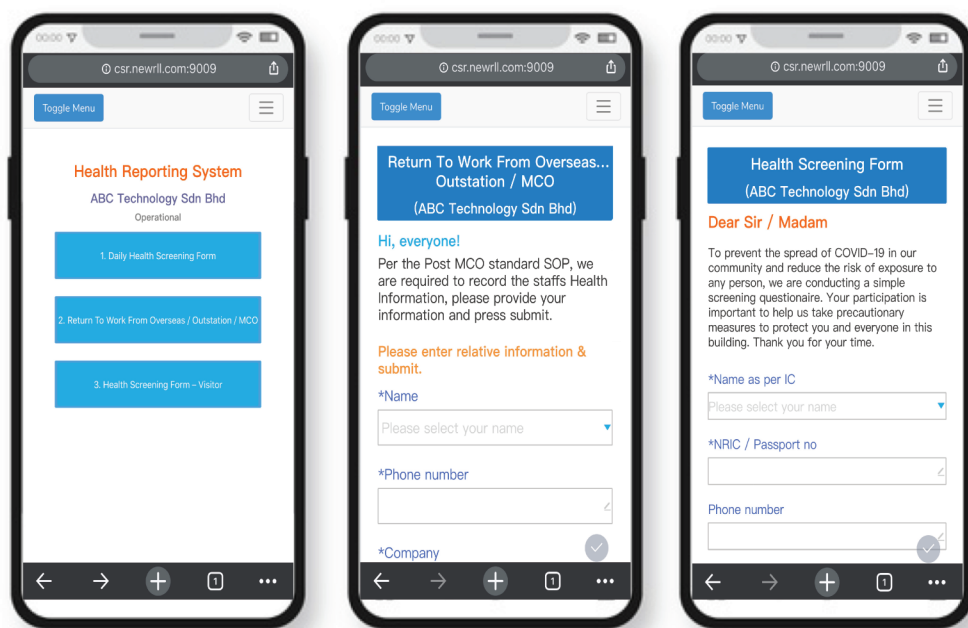 00:00
csr.newrll.com:9009
Toggle Menu
Health Reporting System
ABC Technology Sdn Bhd
Operational
1. Daily Health Screening Form
2. Return To Work From Overseas / Outstation / MCO
3. Health Screening Form – Visitor
1
00:00
csr.newrll.com:9009
Toggle Menu
Return To Work From Overseas...
Outstation / MCO
(ABC Technology Sdn Bhd)
Hi, everyone!
Per the Post MCO standard SOP, we
are required to record the staffs Health
Information, please provide your
information and press submit.
Please enter relative information &
submit.
*Name
Please select your name
*Phone number
*Company
1
00:00
csr.newrll.com:9009
Toggle Menu
Health Screening Form
(ABC Technology Sdn Bhd)
Dear Sir / Madam
To prevent the spread of COVID–19 in our
community and reduce the risk of exposure to
any person, we are conducting a simple
screening questionaire. Your participation is
important to help us take precautionary
measures to protect you and everyone in this
building. Thank you for your time.
*Name as per IC
Please select your name
*NRIC / Passport no
Phone number
1